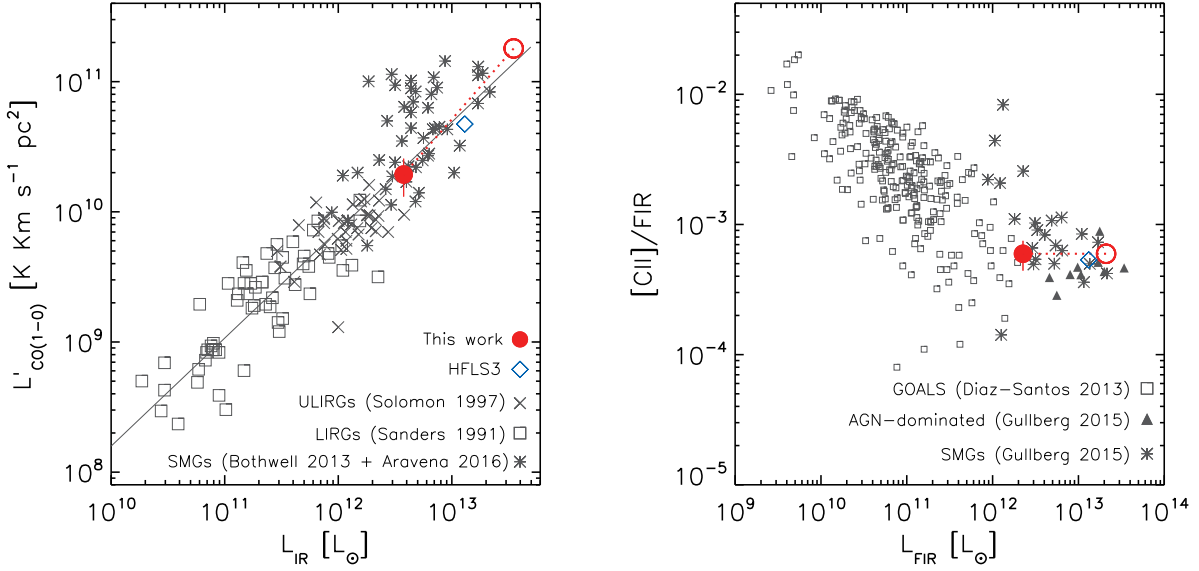 L'CO(1−0) [K Km s−1 pc2]
10^11
10^10
10^9
10^8
This work
HFLS3
ULIRGs (Solomon 1997)
LIRGs (Sanders 1991)
SMGs (Bothwell 2013 + Aravena 2016)
10^10 10^11 10^12 10^13
L_IR [L_⊙]
[CII]/FIR
10^−2
10^−3
10^−4
10^−5
GOALS (Diaz−Santos 2013)
AGN−dominated (Gullberg 2015)
SMGs (Gullberg 2015)
10^9 10^10 10^11 10^12 10^13 10^14
L_FIR [L_⊙]